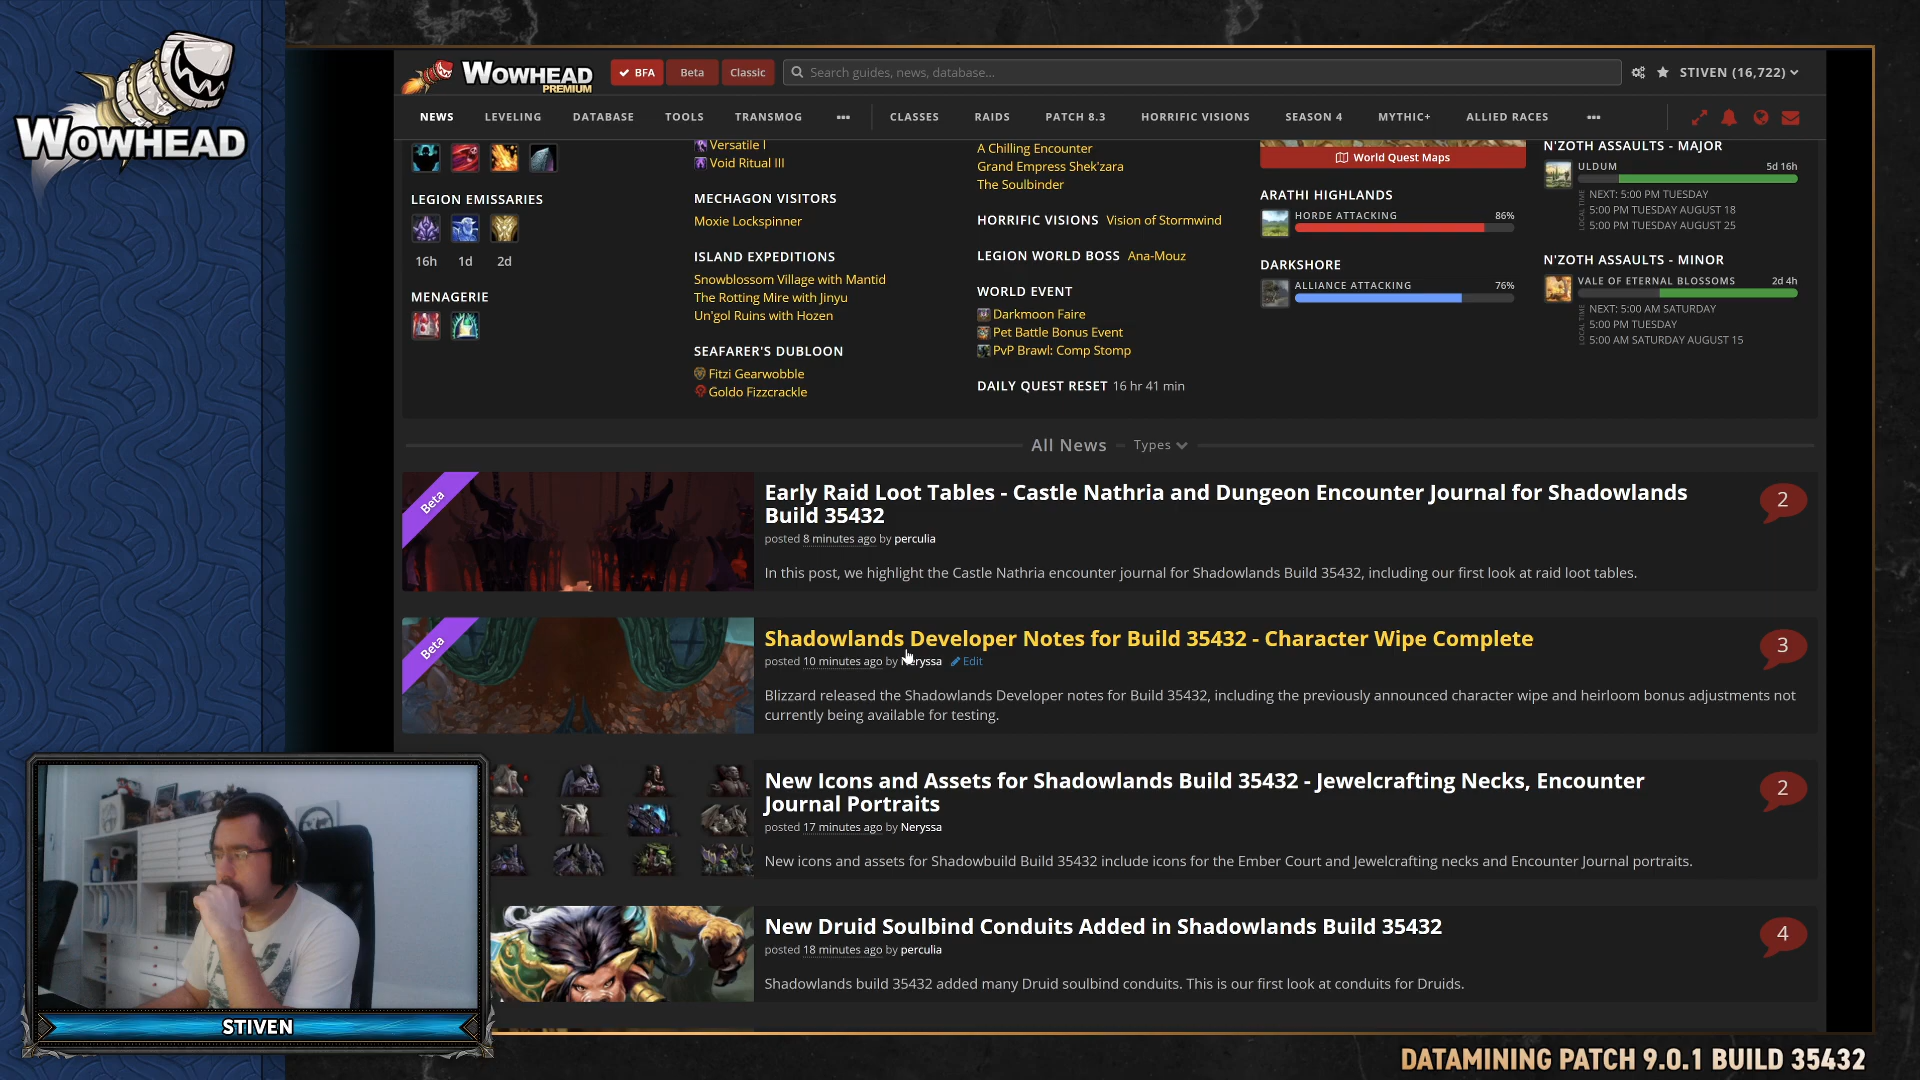 WOWHEAD
WOWHEAD
PREMIUM
BFA
Beta
Classic
Search guides, news, database...
STIVEN (16,722)
NEWS
LEVELING
DATABASE
TOOLS
TRANSMOG
CLASSES
RAIDS
PATCH 8.3
HORRIFIC VISIONS
SEASON 4
MYTHIC+
ALLIED RACES
LEGION EMISSARIES
16h 1d 2d
MENAGERIE
Versatile I
Void Ritual III
MECHAGON VISITORS
Moxie Lockspinner
ISLAND EXPEDITIONS
Snowblossom Village with Mantid
The Rotting Mire with Jinyu
Un'gol Ruins with Hozen
SEAFARER'S DUBLOON
Fitzi Gearwobble
Goldo Fizzcrackle
A Chilling Encounter
Grand Empress Shek'zara
The Soulbinder
HORRIFIC VISIONS Vision of Stormwind
LEGION WORLD BOSS Ana-Mouz
WORLD EVENT
Darkmoon Faire
Pet Battle Bonus Event
PvP Brawl: Comp Stomp
DAILY QUEST RESET 16 hr 41 min
World Quest Maps
ARATHI HIGHLANDS
HORDE ATTACKING 86%
DARKSHORE
ALLIANCE ATTACKING 76%
N'ZOTH ASSAULTS - MAJOR
ULDUM 5d 16h
LOCAL TIME
NEXT: 5:00 PM TUESDAY
5:00 PM TUESDAY AUGUST 18
5:00 PM TUESDAY AUGUST 25
N'ZOTH ASSAULTS - MINOR
VALE OF ETERNAL BLOSSOMS 2d 4h
LOCAL TIME
NEXT: 5:00 AM SATURDAY
5:00 PM TUESDAY
5:00 AM SATURDAY AUGUST 15
All News - Types
Beta
Early Raid Loot Tables - Castle Nathria and Dungeon Encounter Journal for Shadowlands
Build 35432
2
posted 8 minutes ago by perculia
In this post, we highlight the Castle Nathria encounter journal for Shadowlands Build 35432, including our first look at raid loot tables.
Beta
Shadowlands Developer Notes for Build 35432 - Character Wipe Complete
3
posted 10 minutes ago by Neryssa Edit
Blizzard released the Shadowlands Developer notes for Build 35432, including the previously announced character wipe and heirloom bonus adjustments not
currently being available for testing.
New Icons and Assets for Shadowlands Build 35432 - Jewelcrafting Necks, Encounter
Journal Portraits
2
posted 17 minutes ago by Neryssa
New icons and assets for Shadowbuild Build 35432 include icons for the Ember Court and Jewelcrafting necks and Encounter Journal portraits.
New Druid Soulbind Conduits Added in Shadowlands Build 35432
4
posted 18 minutes ago by perculia
Shadowlands build 35432 added many Druid soulbind conduits. This is our first look at conduits for Druids.
STIVEN
DATAMINING PATCH 9.0.1 BUILD 35432